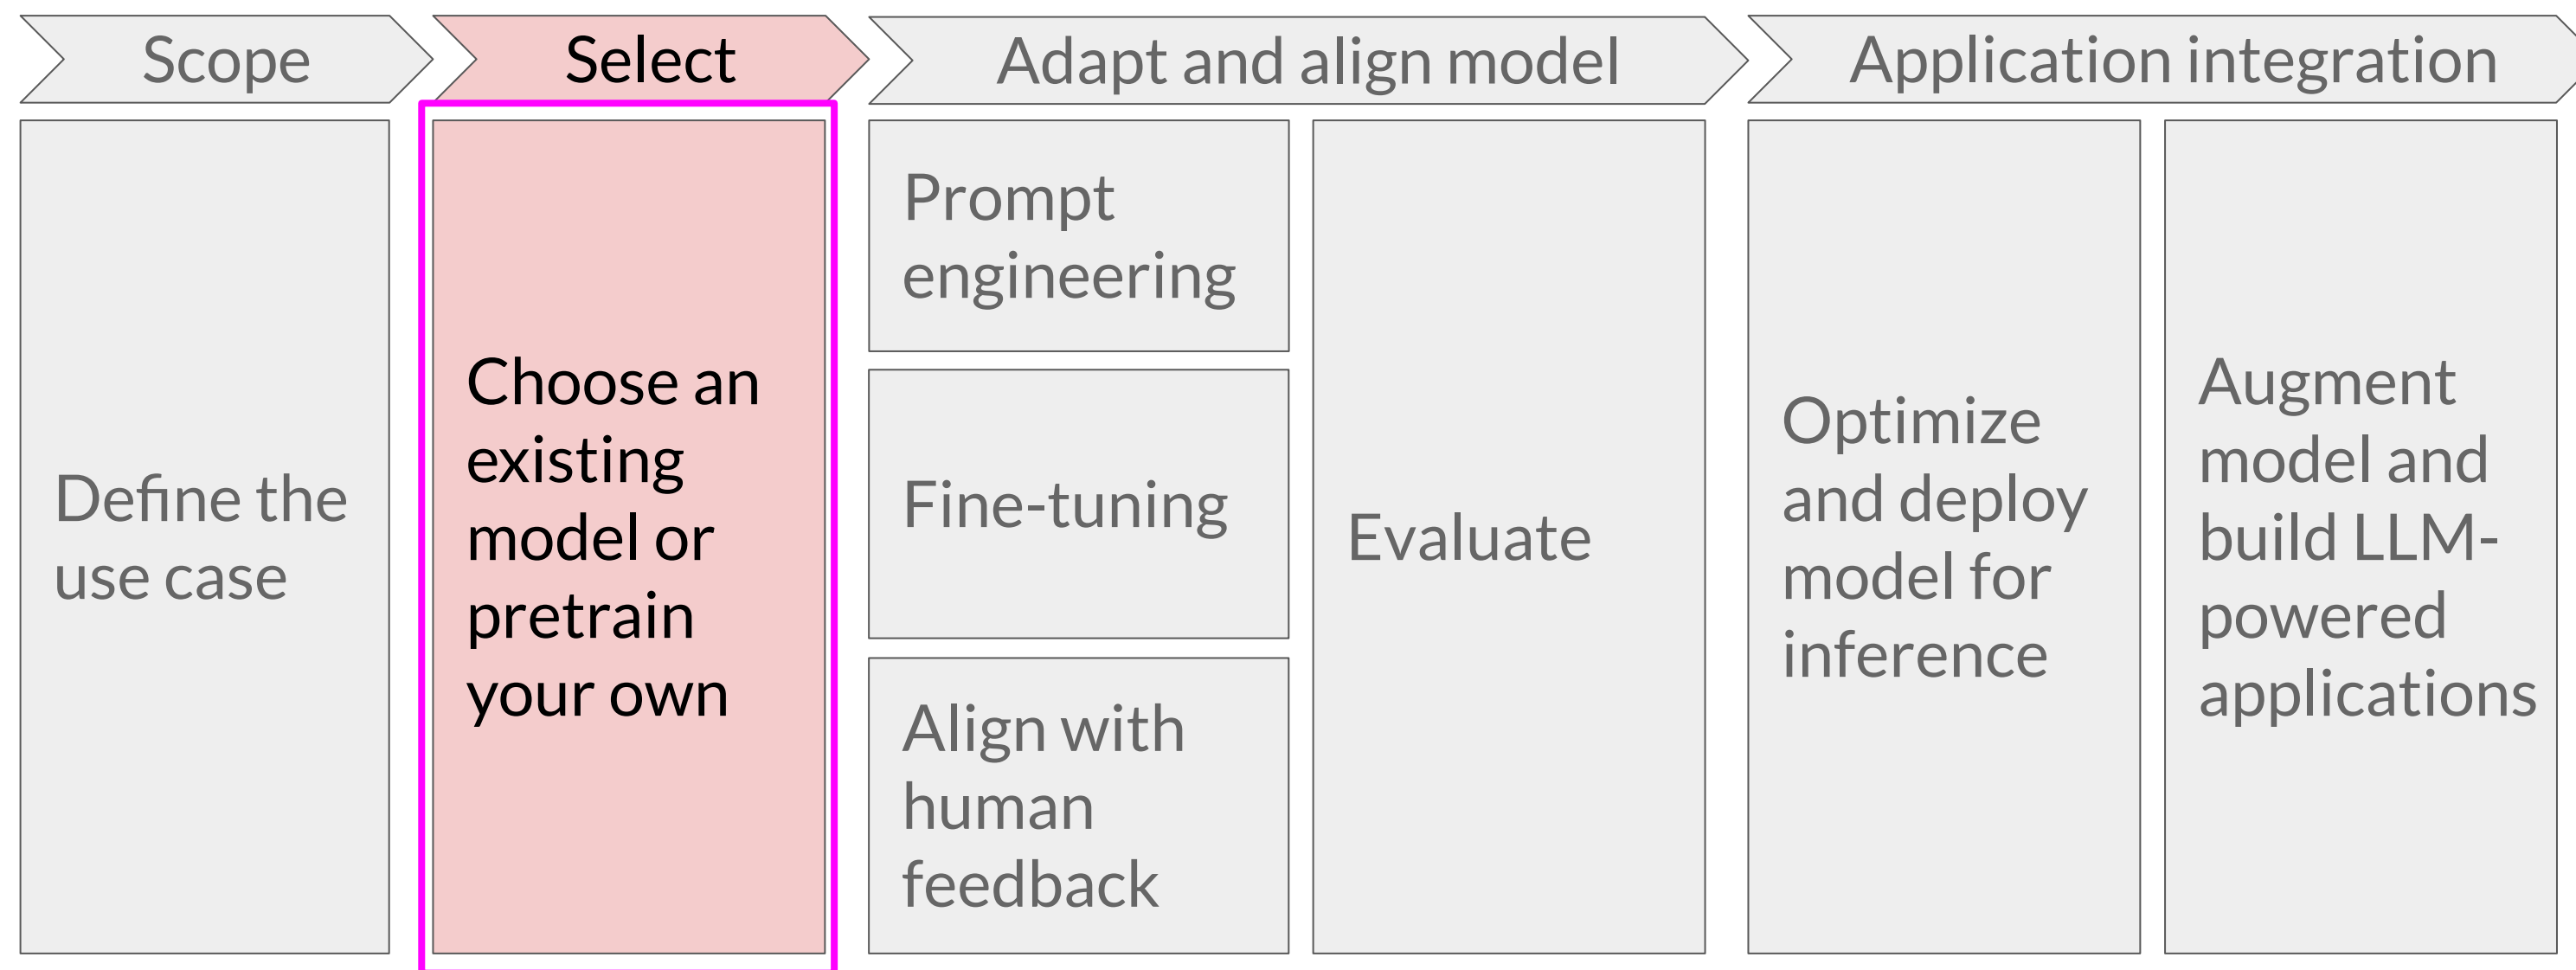 Scope
Select
Adapt and align model
Application integration
Define the
use case
Choose an
existing
model or
pretrain
your own
Prompt
engineering
Fine-tuning
Align with
human
feedback
Evaluate
Optimize
and deploy
model for
inference
Augment
model and
build LLM-
powered
applications